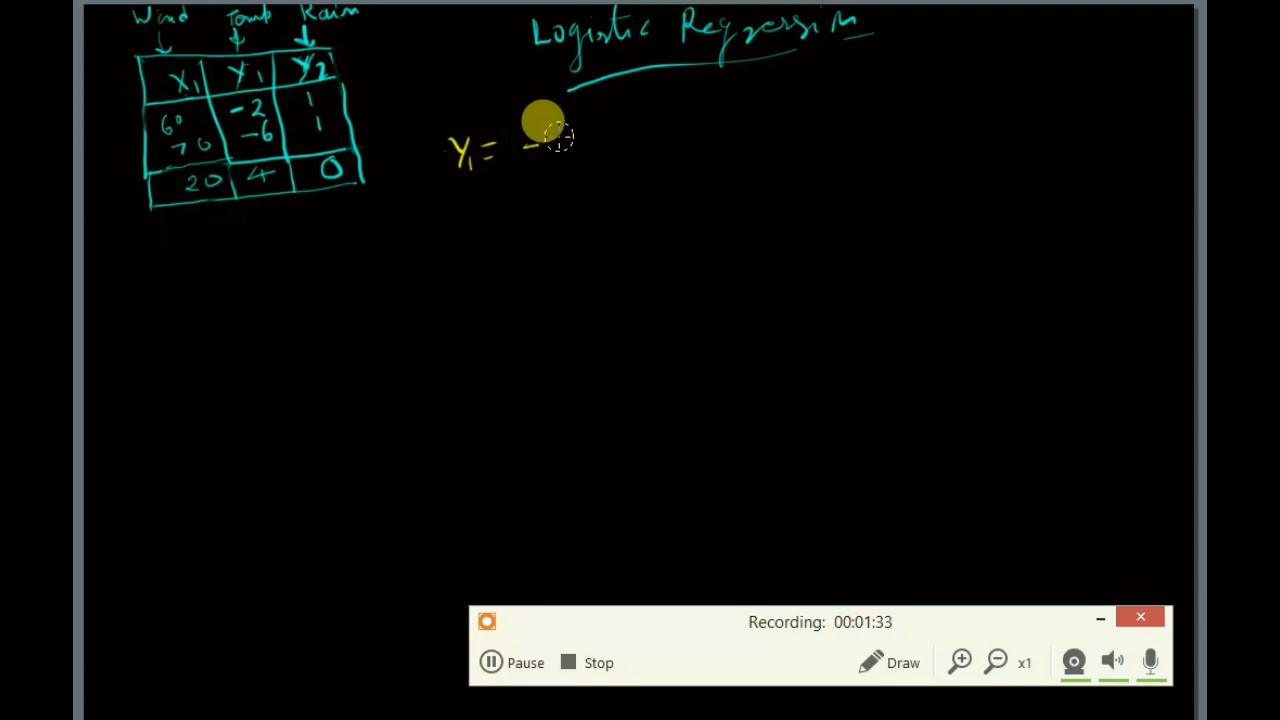 Wind Temp Rain
Logistic Regression
X1 Y1 Y2
60 -2 1
70 -6 1
20 4 0
Y1 = -
Recording: 00:01:33
Pause Stop Draw x1